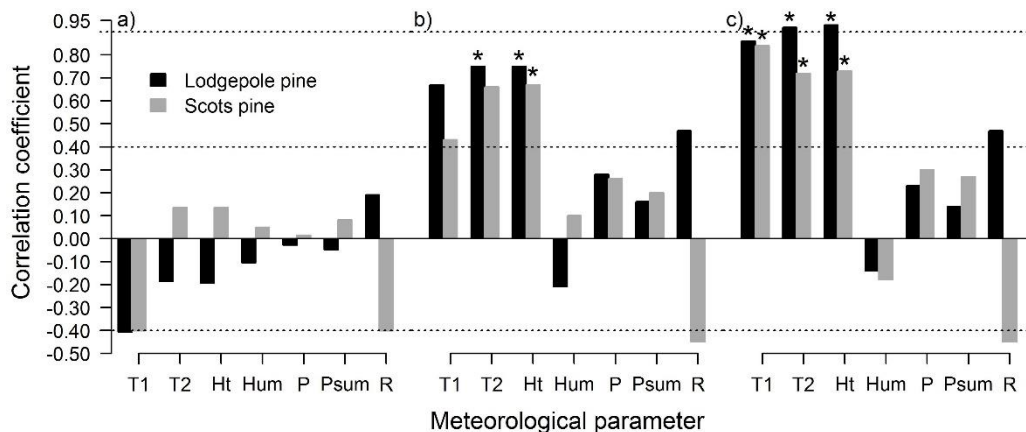 a)
b)
c)
0.95
0.80
0.70
0.60
0.50
0.40
0.30
0.20
0.10
0.00
-0.10
-0.20
-0.30
-0.40
-0.50
Correlation coefficient
Lodgepole pine
Scots pine
* * *
* * * * * *
T1 T2 Ht Hum P Psum R
T1 T2 Ht Hum P Psum R
T1 T2 Ht Hum P Psum R
Meteorological parameter